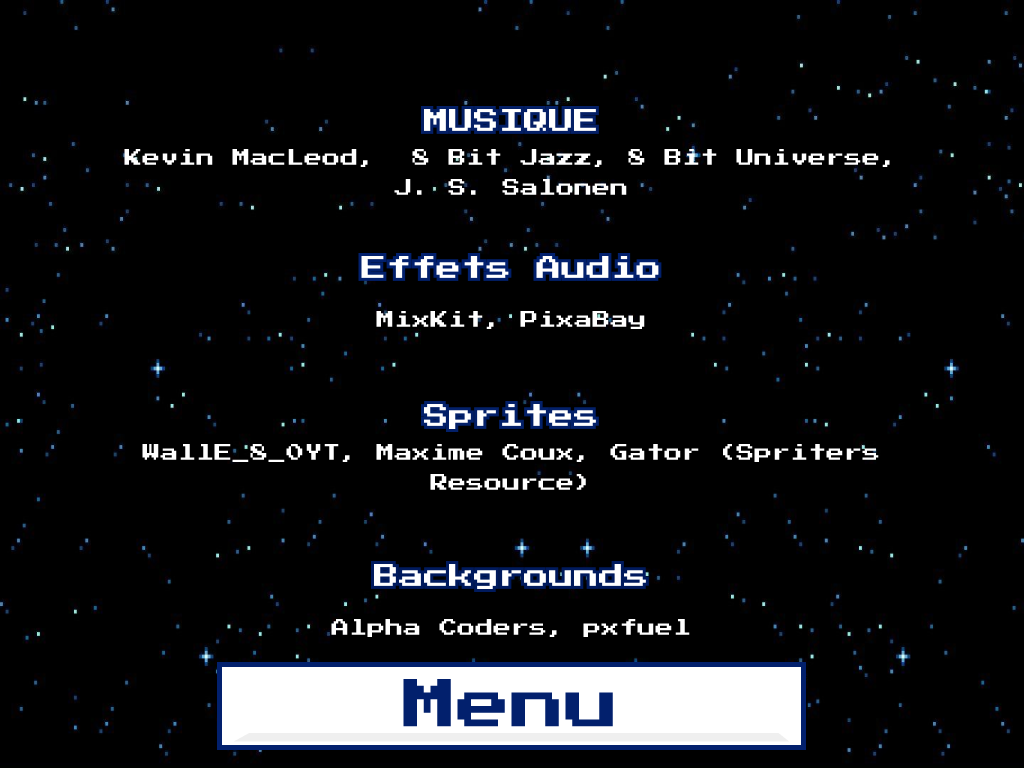 MUSIQUE
Kevin MacLeod, 8 Bit Jazz, 8 Bit Universe,
J. S. Salonen
Effets Audio
MixKit, PixaBay
Sprites
WallE_8_OYT, Maxime Coux, Gator (Spriters
Resource)
Backgrounds
Alpha Coders, pxfuel
Menu